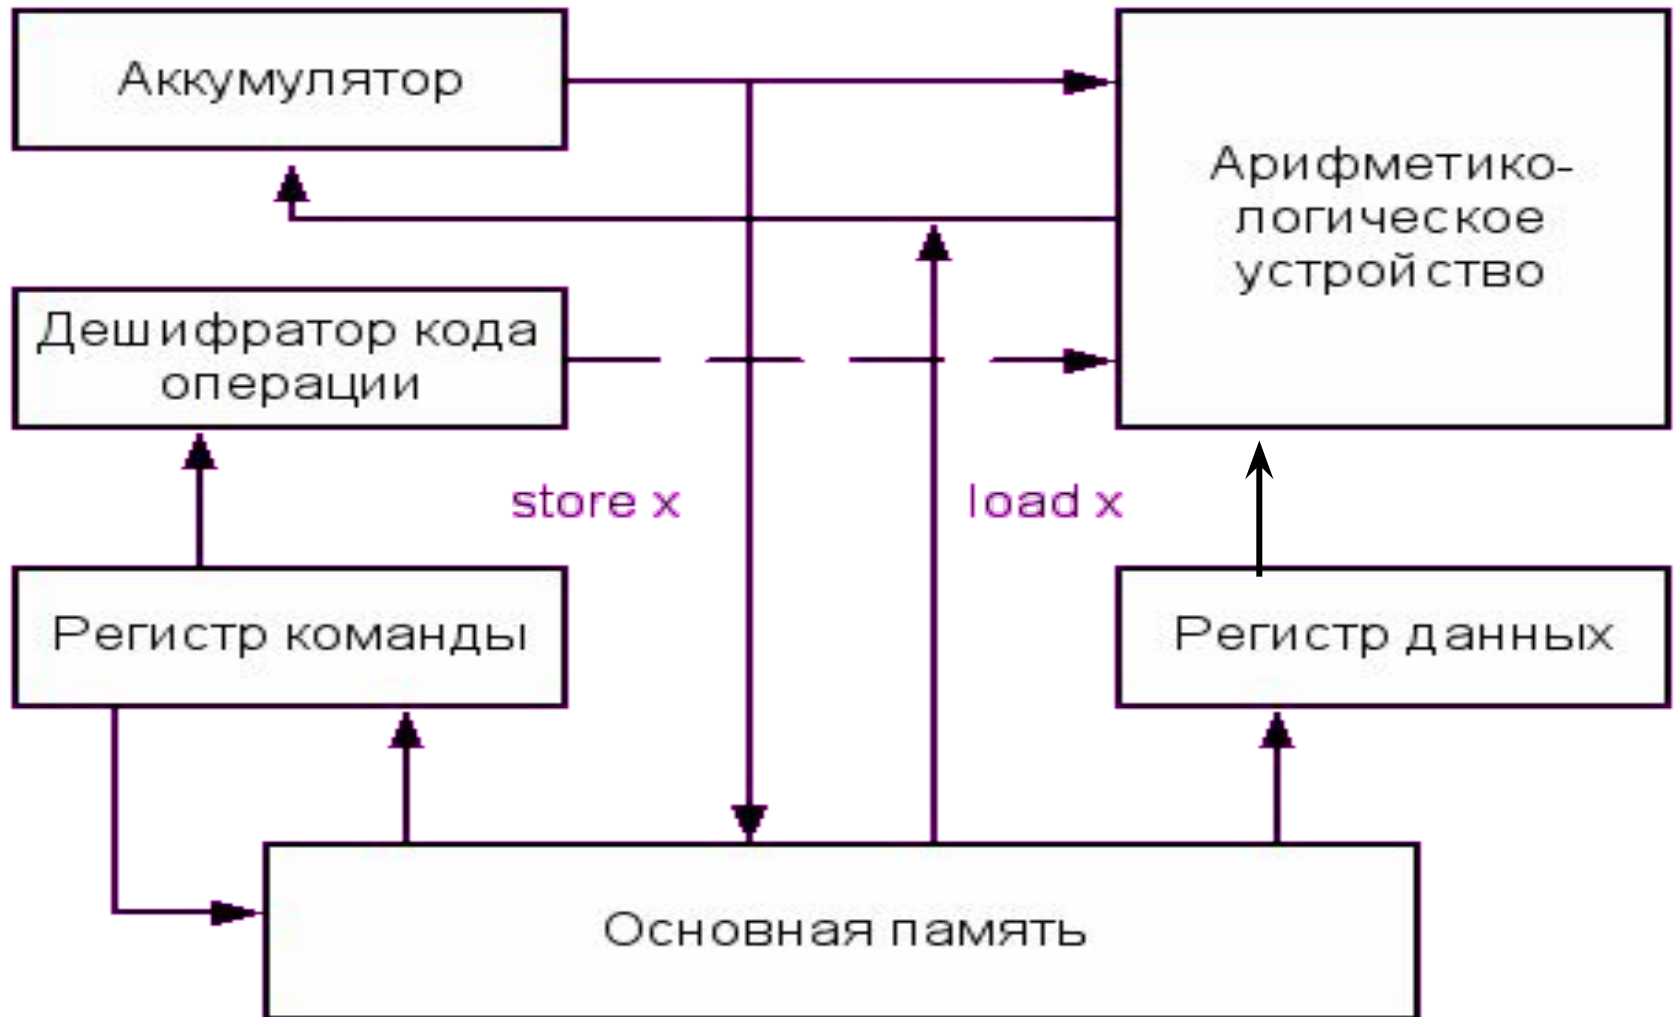 Аккумулятор
Арифметико-
логическое
устройство
Дешифратор кода
операции
store x
load x
Регистр команды
Регистр данных
Основная память